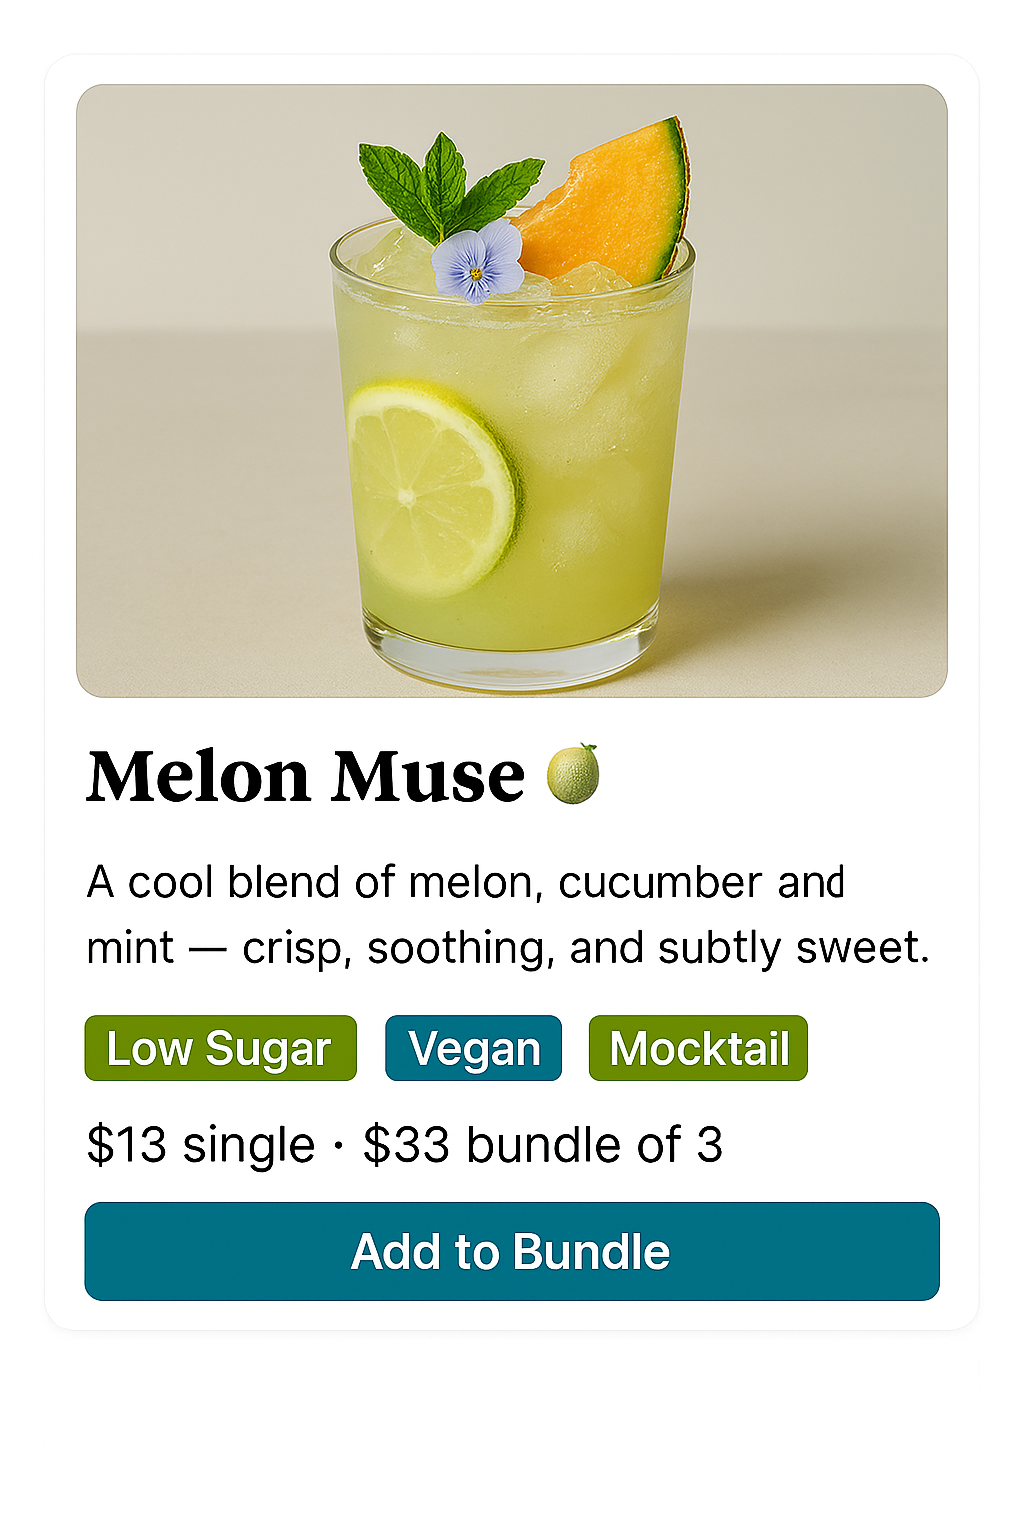 Melon Muse 🍈
A cool blend of melon, cucumber and
mint — crisp, soothing, and subtly sweet.
Low Sugar Vegan Mocktail
$13 single · $33 bundle of 3
Add to Bundle